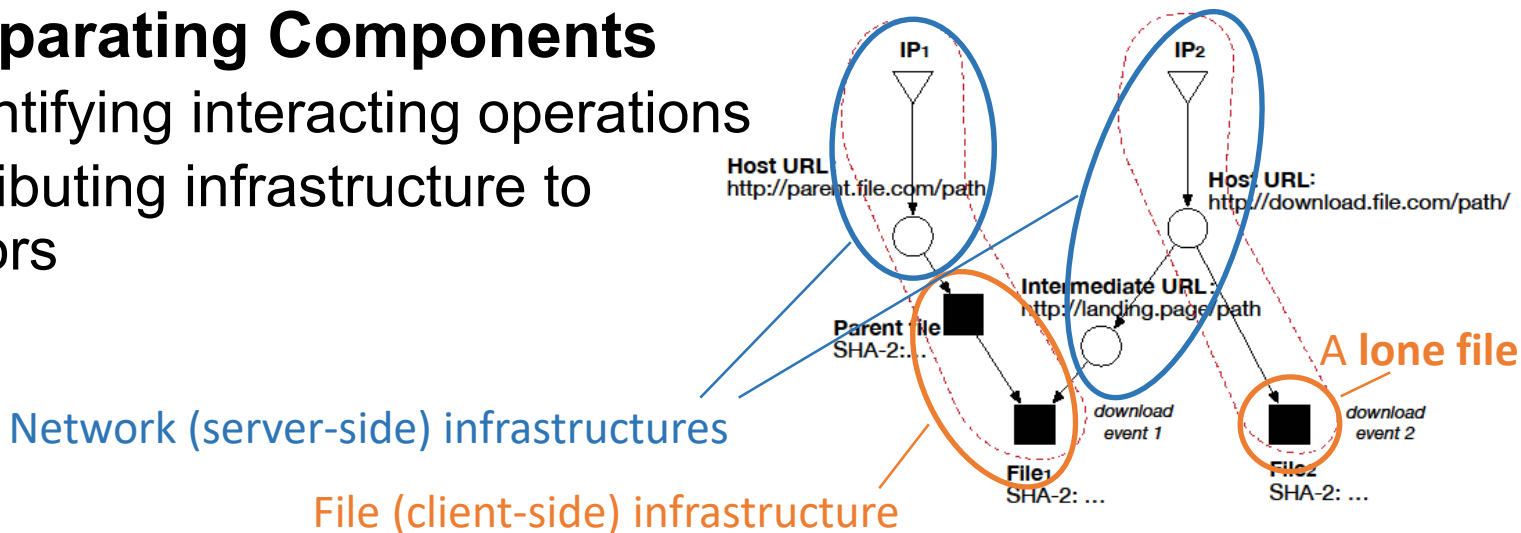 parating Components
ntifying interacting operations
ibuting infrastructure to
ors
IP1
IP2
Host URL:
http://parent.file.com/path
Host URL:
http://download.file.com/path/
Intermediate URL:
http://landing.page/path
Parent file
SHA-2:...
A lone file
Network (server-side) infrastructures
download
event 1
download
event 2
File1
SHA-2: ...
File2
SHA-2: ...
File (client-side) infrastructure